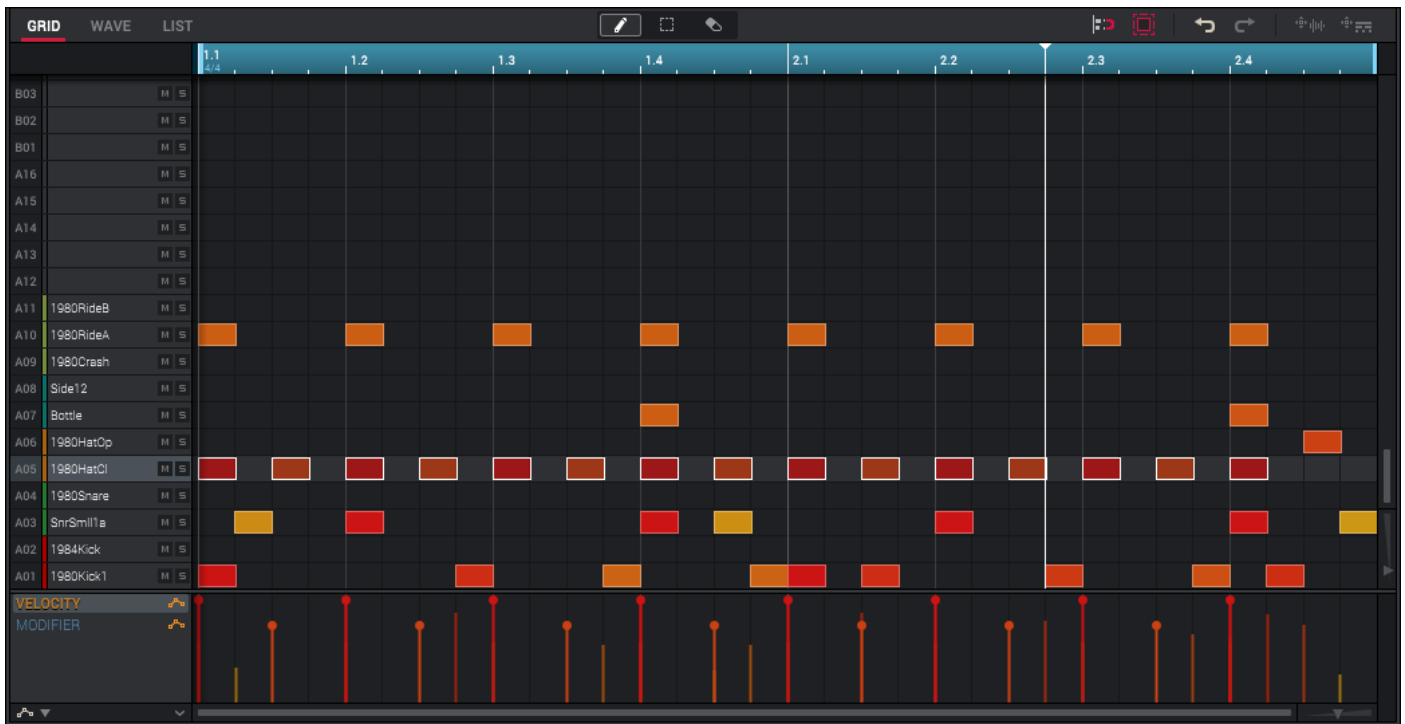 GRID WAVE LIST
1.1 1.2 1.3 1.4 2.1 2.2 2.3 2.4
4/4
B03 M S
B02 M S
B01 M S
A16 M S
A15 M S
A14 M S
A13 M S
A12 M S
A11 1980RideB M S
A10 1980RideA M S
A09 1980Crash M S
A08 Side12 M S
A07 Bottle M S
A06 1980HatOp M S
A05 1980HatCl M S
A04 1980Snare M S
A03 SnrSmll1a M S
A02 1984Kick M S
A01 1980Kick1 M S
VELOCITY
MODIFIER